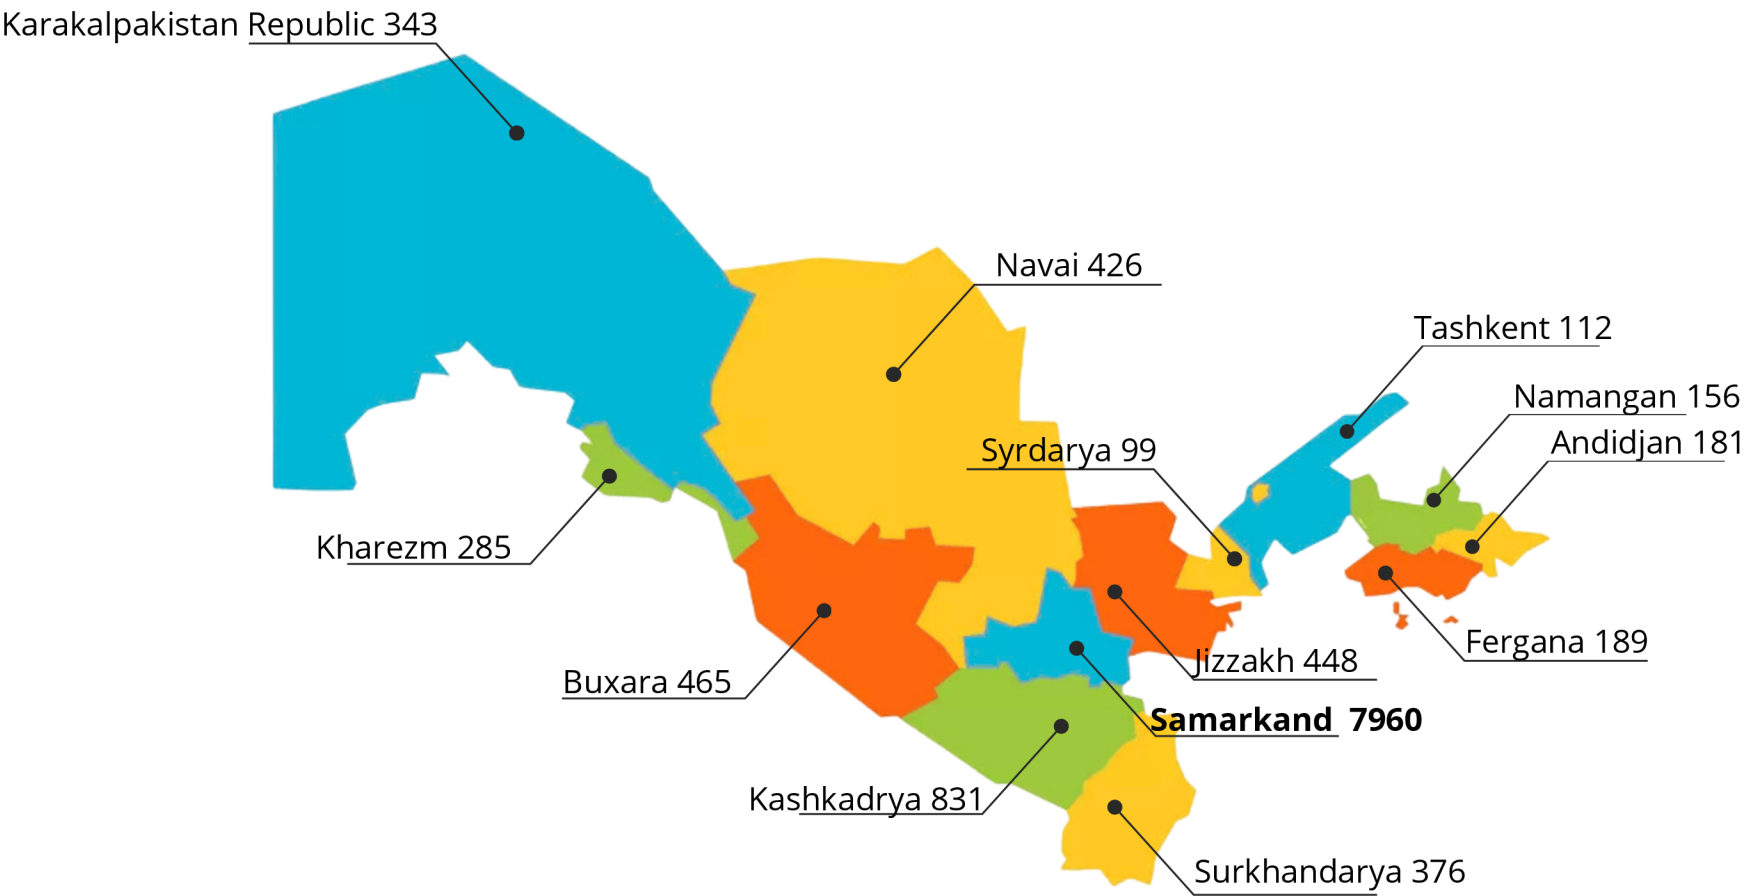 Karakalpakistan Republic 343
Navai 426
Tashkent 112
Namangan 156
Andidjan 181
Syrdarya 99
Kharezm 285
Fergana 189
Jizzakh 448
Buxara 465
Samarkand 7960
Kashkadrya 831
Surkhandarya 376